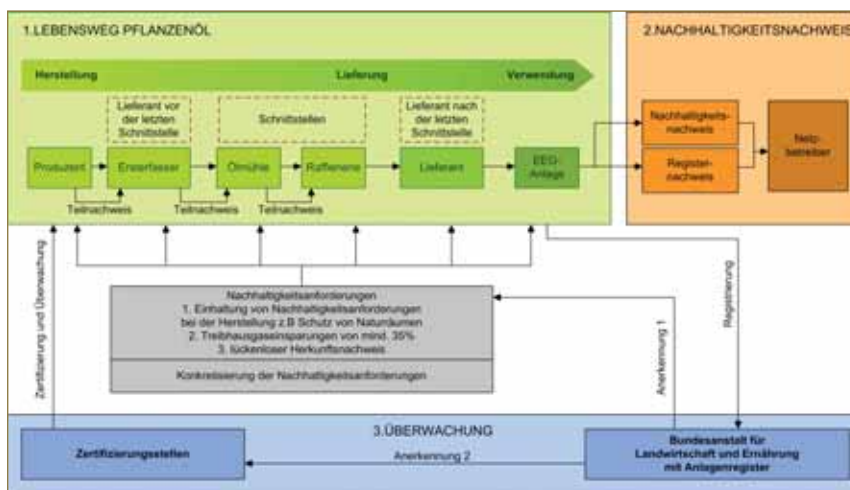 1.LEBENSWEG PFLANZENÖL
2.NACHHALTIGKEITSNACHWEIS
Herstellung
Lieferung
Verwendung
Lieferant vor
der letzten
Schnittstelle
Schnittstellen
Lieferant nach
der letzten
Schnittstelle
Produzent
Ersterfasser
Ölmühle
Raffinerie
Lieferant
EEG-
Anlage
Nachhaltigkeits-
nachweis
Register-
nachweis
Netz-
betreiber
Teilnachweis
Teilnachweis
Teilnachweis
Zertifizierung und Überwachung
Nachhaltigkeitsanforderungen
1. Einhaltung von Nachhaltigkeitsanforderungen
bei der Herstellung z.B Schutz von Naturräumen
2. Treibhausgaseinsparungen von mind. 35%
3. lückenloser Herkunftsnachweis
Konkretisierung der Nachhaltigkeitsanforderungen
Anerkennung 1
Registrierung
3.ÜBERWACHUNG
Zertifizierungsstellen
Anerkennung 2
Bundesanstalt für
Landwirtschaft und Ernährung
mit Anlagenregister